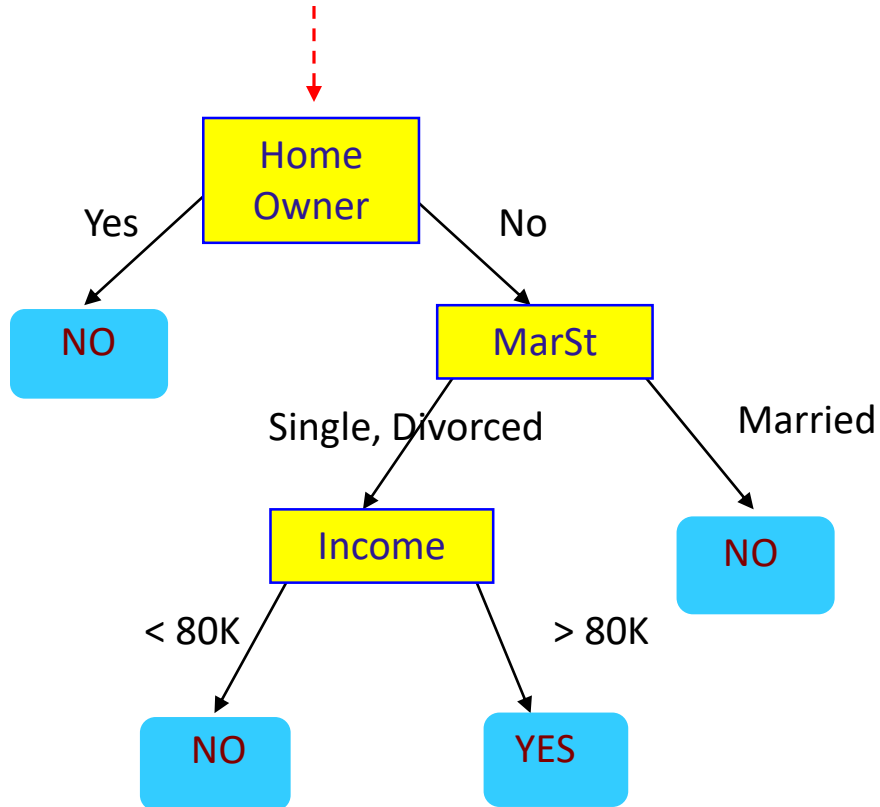 Home
Owner
Yes
No
NO
MarSt
Single, Divorced
Married
Income
NO
< 80K
> 80K
NO
YES